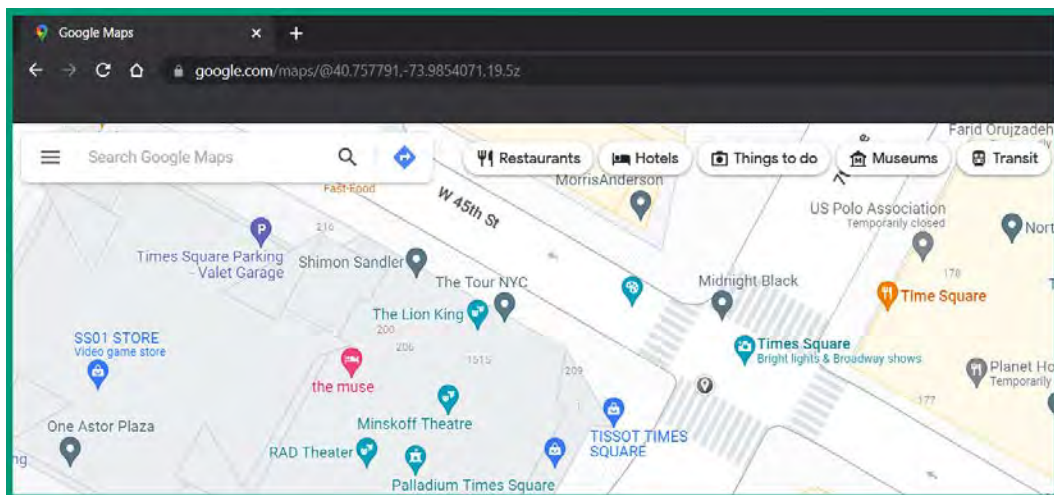 Google Maps
google.com/maps/@40.757791,-73.9854071,19.5z
Farid Orujzadeh
Search Google Maps
Restaurants
Hotels
Things to do
Museums
Transit
Fast Food
W 45th St
MorrisAnderson
US Polo Association
Temporarily closed
216
Nort
Times Square Parking
- Valet Garage
Shimon Sandler
The Tour NYC
Midnight Black
178
Time Square
The Lion King
200
206
1515
209
SS01 STORE
Video game store
the muse
Times Square
Bright lights & Broadway shows
Planet Ho
Temporarily
177
One Astor Plaza
Minskoff Theatre
TISSOT TIMES
SQUARE
RAD Theater
ng
Palladium Times Square